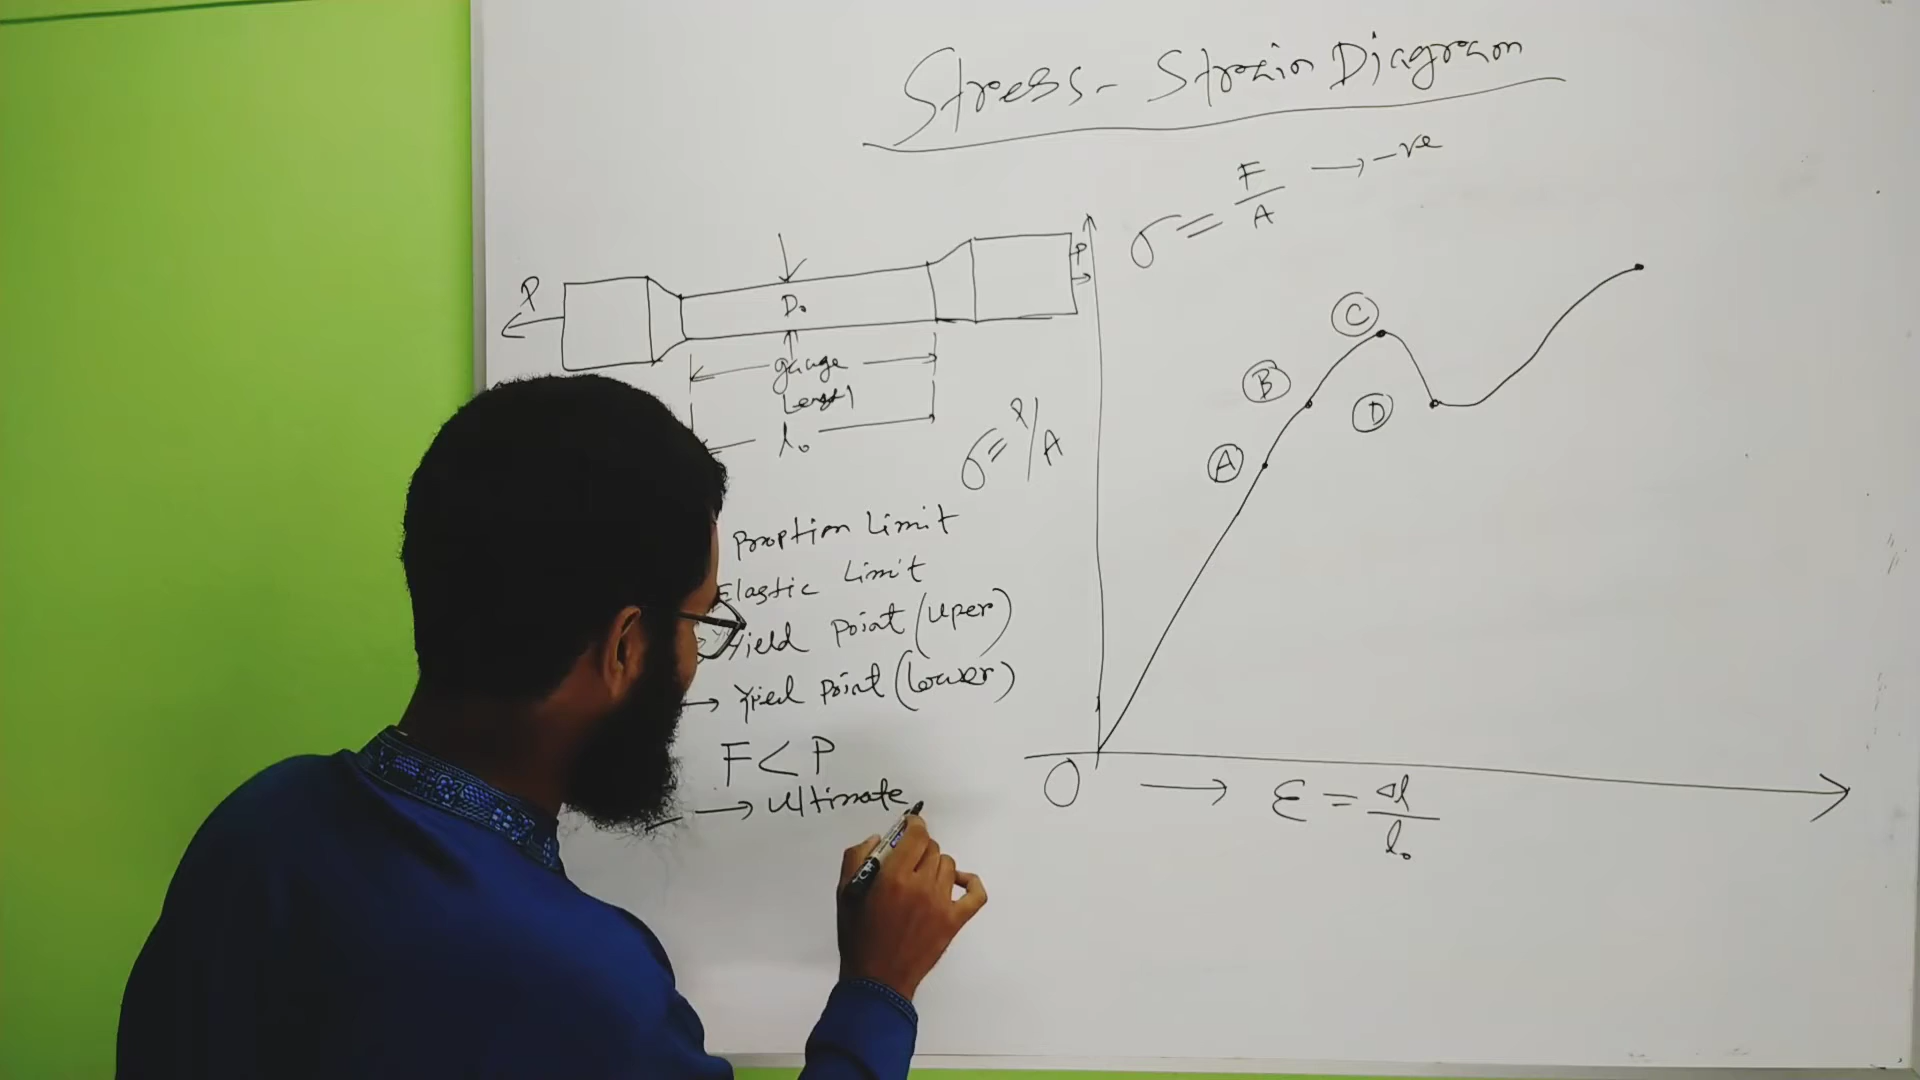 Stress - Strain Diagram
σ = F/A → -ve
P
D₀
P
gauge
Length
l₀
σ = P/A
Proption Limit
Elastic Limit
Yield Point (Uper)
→ Yield Point (Lower)
F < P
→ Ultimate
A
B
C
D
O → ε = Δl/l₀